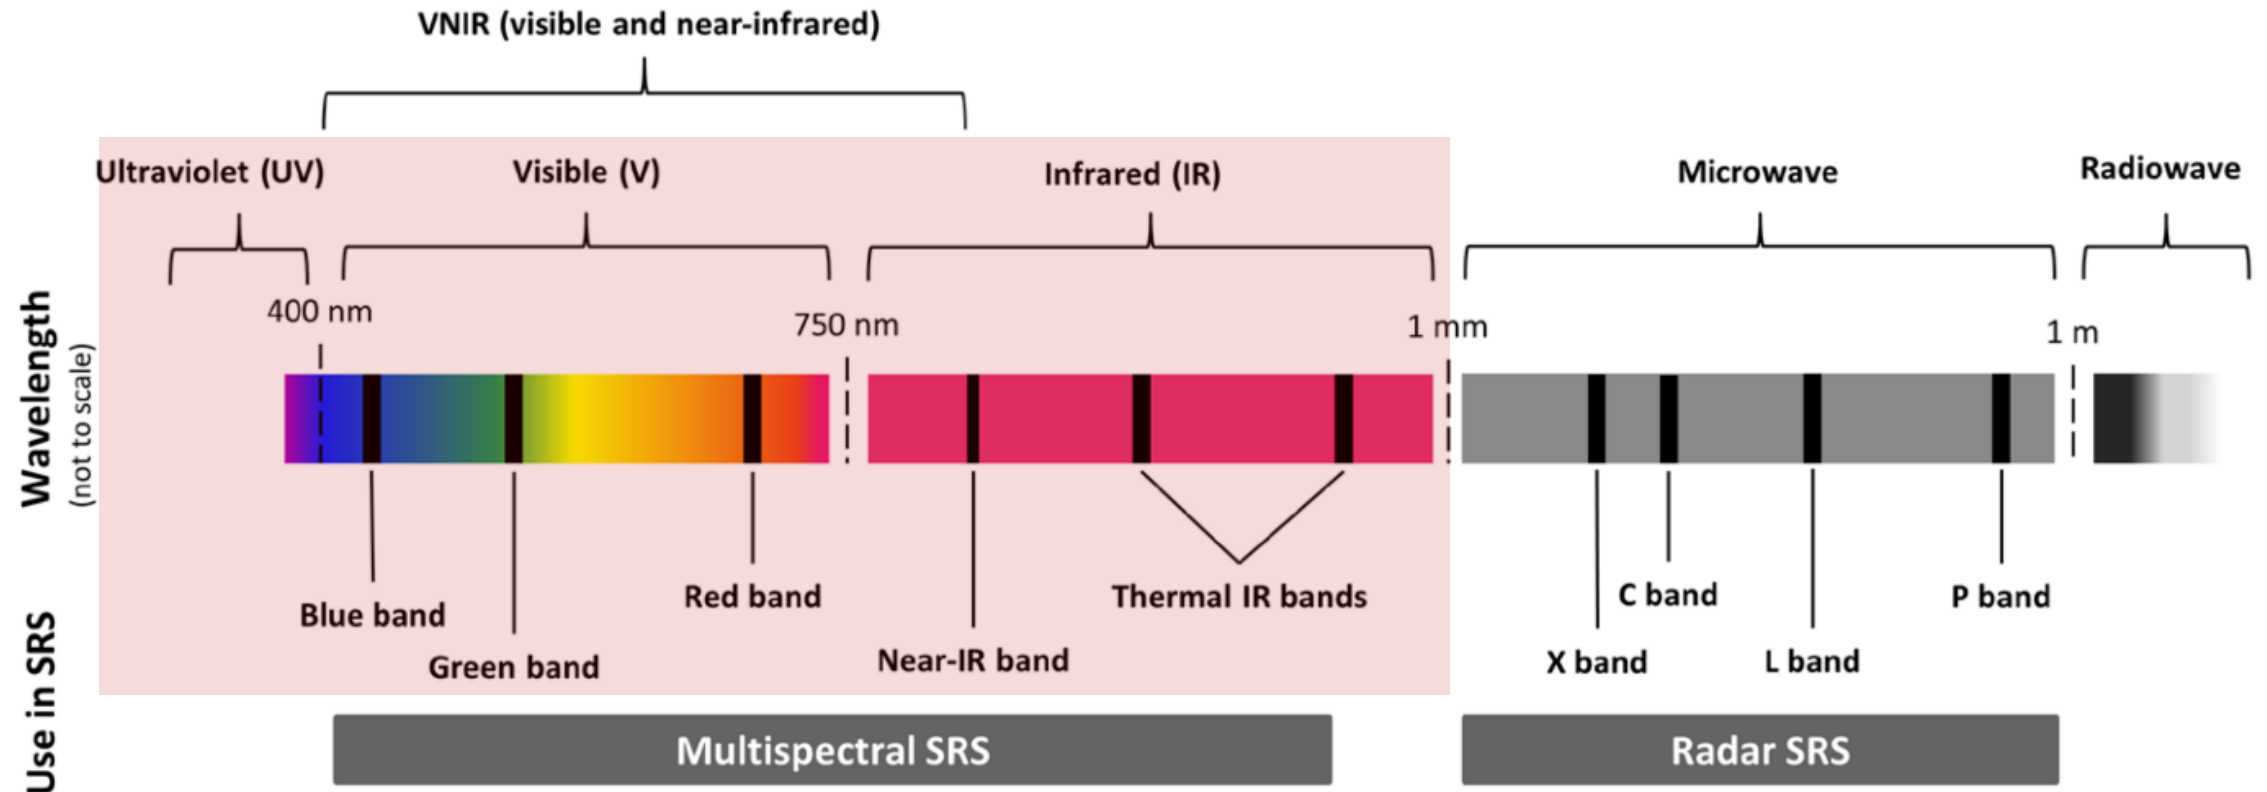 VNIR (visible and near-infrared)
Ultraviolet (UV)
Visible (V)
Infrared (IR)
Microwave
Radiowave
400 nm
750 nm
1 mm
1 m
Wavelength
(not to scale)
Blue band
Green band
Red band
Near-IR band
Thermal IR bands
X band
C band
L band
P band
Use in SRS
Multispectral SRS
Radar SRS